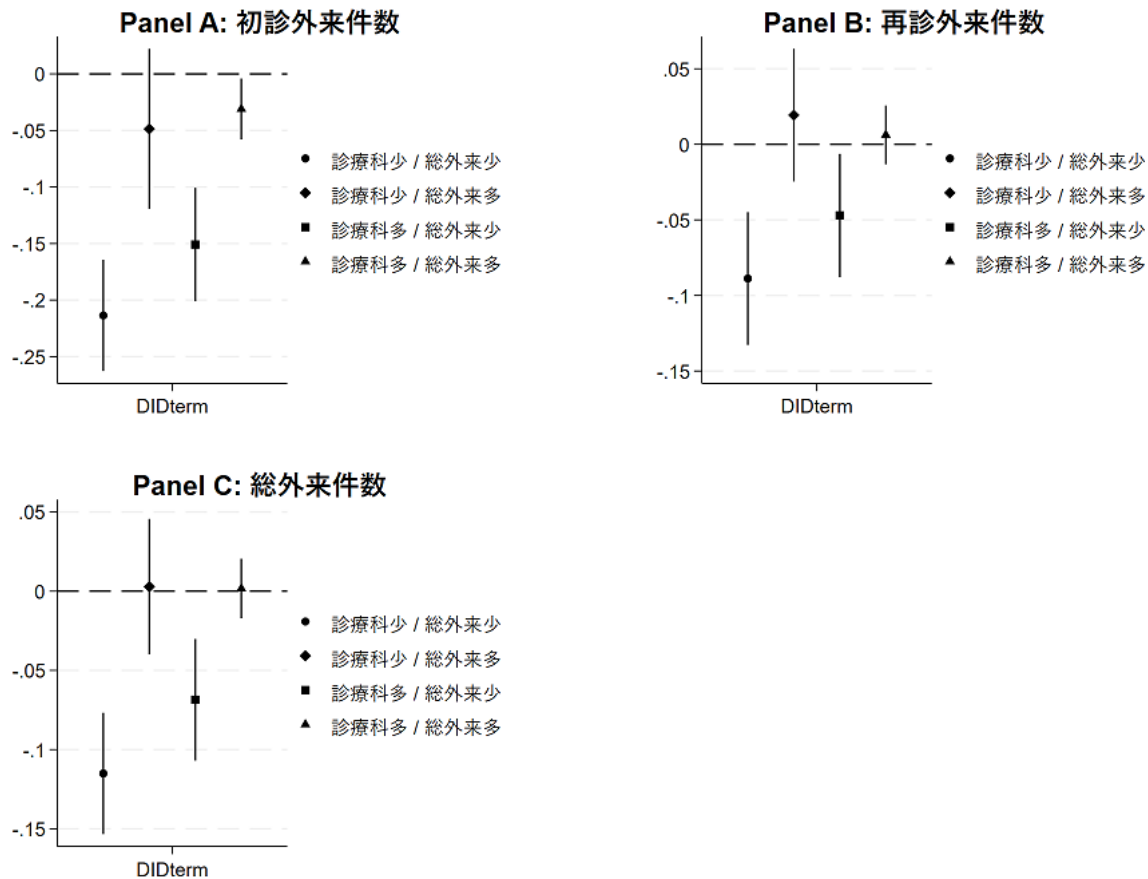 Panel A: 初診外来件数
0
-.05
-.1
-.15
-.2
-.25
DIDterm
診療科少 / 総外来少
診療科少 / 総外来多
診療科多 / 総外来少
診療科多 / 総外来多
Panel B: 再診外来件数
.05
0
-.05
-.1
-.15
DIDterm
診療科少 / 総外来少
診療科少 / 総外来多
診療科多 / 総外来少
診療科多 / 総外来多
Panel C: 総外来件数
.05
0
-.05
-.1
-.15
DIDterm
診療科少 / 総外来少
診療科少 / 総外来多
診療科多 / 総外来少
診療科多 / 総外来多